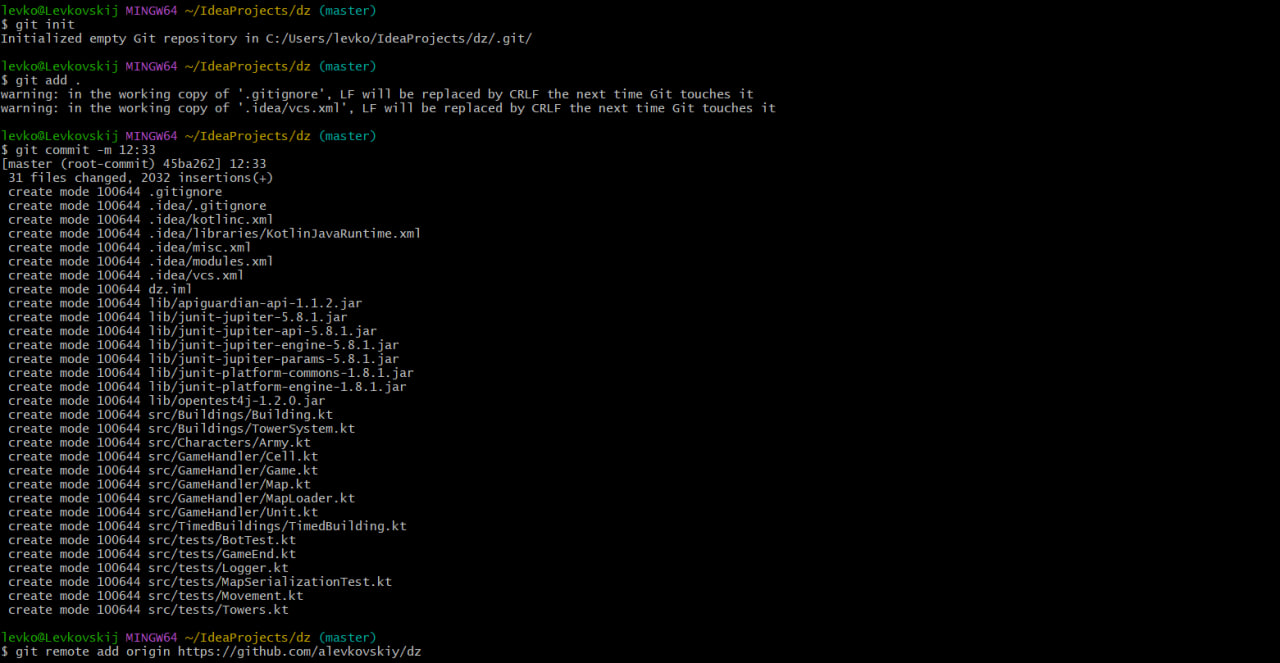 levko@Levkovskij MINGW64 ~/IdeaProjects/dz (master)
$ git init
Initialized empty Git repository in C:/Users/levko/IdeaProjects/dz/.git/
levko@Levkovskij MINGW64 ~/IdeaProjects/dz (master)
$ git add .
warning: in the working copy of '.gitignore', LF will be replaced by CRLF the next time Git touches it
warning: in the working copy of '.idea/vcs.xml', LF will be replaced by CRLF the next time Git touches it
levko@Levkovskij MINGW64 ~/IdeaProjects/dz (master)
$ git commit -m 12:33
[master (root-commit) 45ba262] 12:33
31 files changed, 2032 insertions(+)
create mode 100644 .gitignore
create mode 100644 .idea/.gitignore
create mode 100644 .idea/kotlinc.xml
create mode 100644 .idea/libraries/KotlinJavaRuntime.xml
create mode 100644 .idea/misc.xml
create mode 100644 .idea/modules.xml
create mode 100644 .idea/vcs.xml
create mode 100644 dz.iml
create mode 100644 lib/apiguardian-api-1.1.2.jar
create mode 100644 lib/junit-jupiter-5.8.1.jar
create mode 100644 lib/junit-jupiter-api-5.8.1.jar
create mode 100644 lib/junit-jupiter-engine-5.8.1.jar
create mode 100644 lib/junit-jupiter-params-5.8.1.jar
create mode 100644 lib/junit-platform-commons-1.8.1.jar
create mode 100644 lib/junit-platform-engine-1.8.1.jar
create mode 100644 lib/opentest4j-1.2.0.jar
create mode 100644 src/Buildings/Building.kt
create mode 100644 src/Buildings/TowerSystem.kt
create mode 100644 src/Characters/Army.kt
create mode 100644 src/GameHandler/Cell.kt
create mode 100644 src/GameHandler/Game.kt
create mode 100644 src/GameHandler/Map.kt
create mode 100644 src/GameHandler/MapLoader.kt
create mode 100644 src/GameHandler/Unit.kt
create mode 100644 src/TimedBuildings/TimedBuilding.kt
create mode 100644 src/tests/BotTest.kt
create mode 100644 src/tests/GameEnd.kt
create mode 100644 src/tests/Logger.kt
create mode 100644 src/tests/MapSerializationTest.kt
create mode 100644 src/tests/Movement.kt
create mode 100644 src/tests/Towers.kt
levko@Levkovskij MINGW64 ~/IdeaProjects/dz (master)
$ git remote add origin https://github.com/alevkovskiy/dz